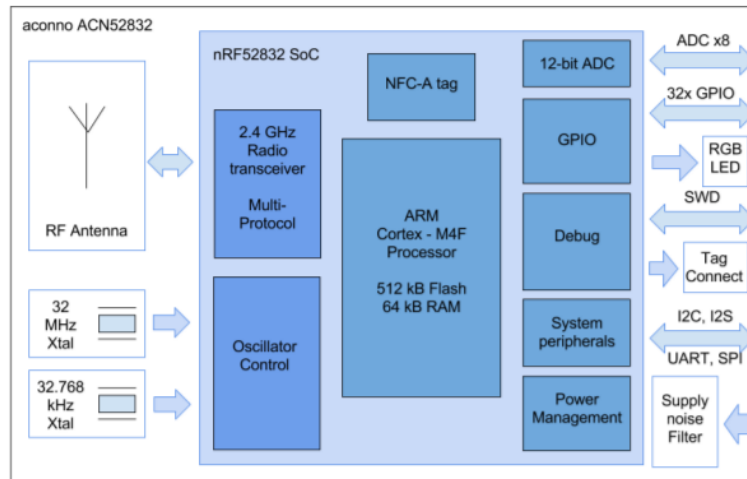 aconno ACN52832
nRF52832 SoC
RF Antenna
32
MHz
Xtal
32.768
kHz
Xtal
2.4 GHz
Radio
transceiver
Multi-
Protocol
Oscillator
Control
NFC-A tag
ARM
Cortex - M4F
Processor
512 kB Flash
64 kB RAM
12-bit ADC
GPIO
Debug
System
peripherals
Power
Management
ADC x8
32x GPIO
RGB
LED
SWD
Tag
Connect
I2C, I2S
UART, SPI
Supply
noise
Filter